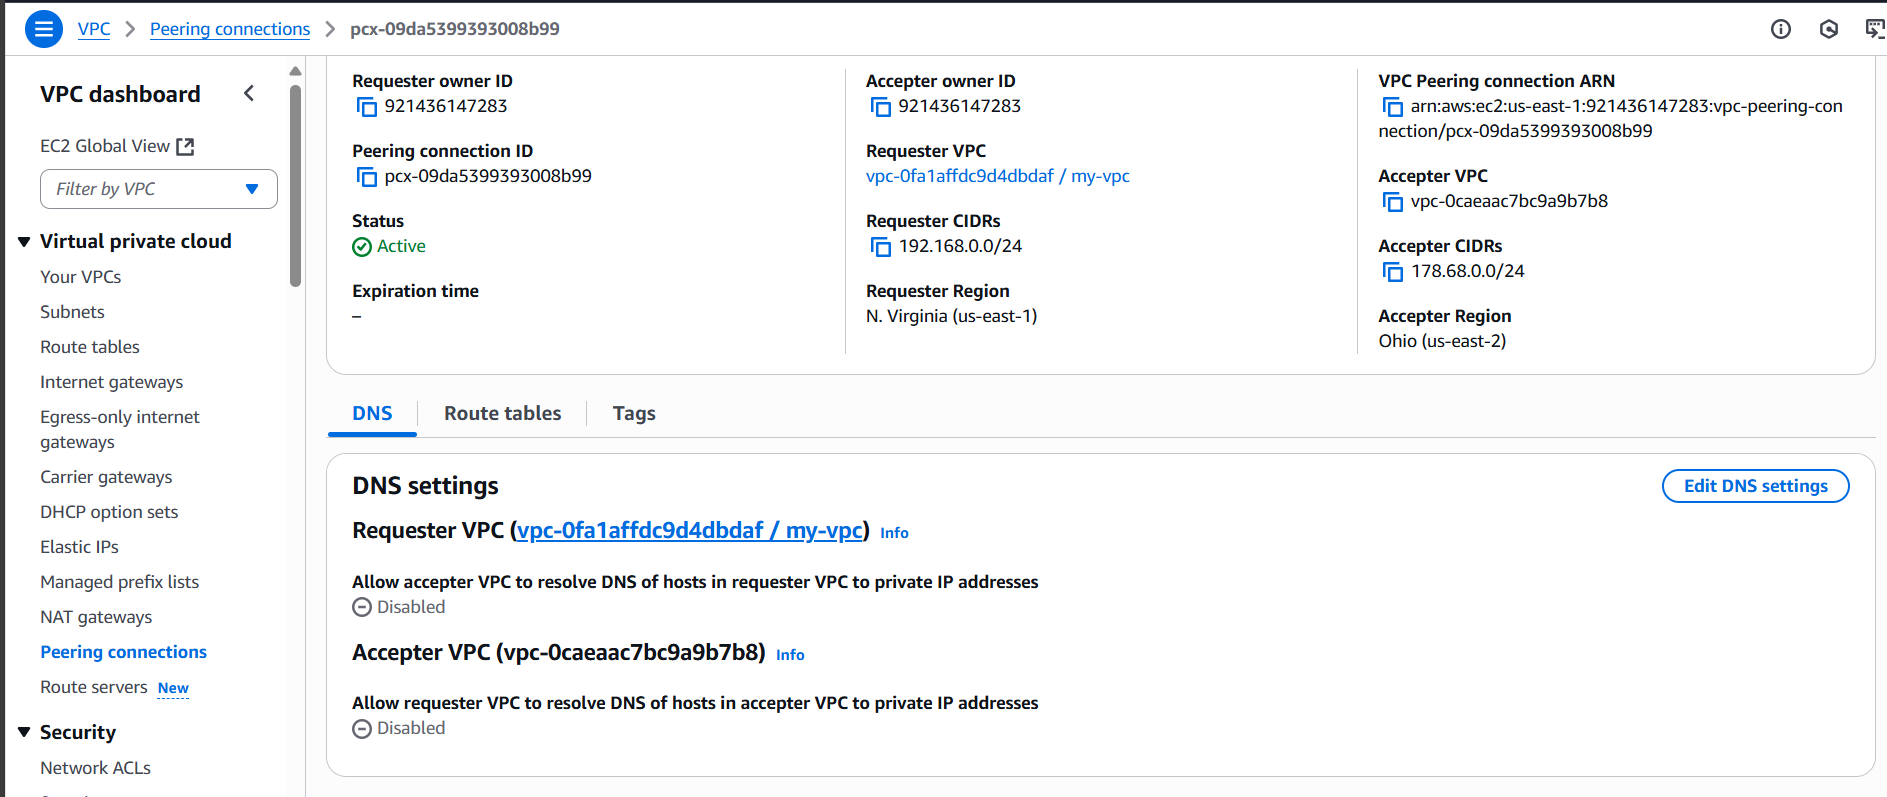 VPC > Peering connections > pcx-09da5399393008b99
VPC dashboard
EC2 Global View
Filter by VPC
Virtual private cloud
Your VPCs
Subnets
Route tables
Internet gateways
Egress-only internet
gateways
Carrier gateways
DHCP option sets
Elastic IPs
Managed prefix lists
NAT gateways
Peering connections
Route servers New
Security
Network ACLs
Requester owner ID
921436147283
Peering connection ID
pcx-09da5399393008b99
Status
Active
Expiration time
–
Accepter owner ID
921436147283
Requester VPC
vpc-0fa1affdc9d4dbdaf / my-vpc
Requester CIDRs
192.168.0.0/24
Requester Region
N. Virginia (us-east-1)
VPC Peering connection ARN
arn:aws:ec2:us-east-1:921436147283:vpc-peering-con
nection/pcx-09da5399393008b99
Accepter VPC
vpc-0caeaac7bc9a9b7b8
Accepter CIDRs
178.68.0.0/24
Accepter Region
Ohio (us-east-2)
DNS
Route tables
Tags
DNS settings
Edit DNS settings
Requester VPC (vpc-0fa1affdc9d4dbdaf / my-vpc) Info
Allow accepter VPC to resolve DNS of hosts in requester VPC to private IP addresses
Disabled
Accepter VPC (vpc-0caeaac7bc9a9b7b8) Info
Allow requester VPC to resolve DNS of hosts in accepter VPC to private IP addresses
Disabled